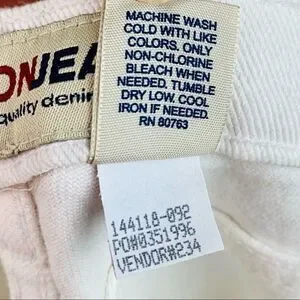 ONJEA
quality denim
MACHINE WASH
COLD WITH LIKE
COLORS. ONLY
NON-CHLORINE
BLEACH WHEN
NEEDED. TUMBLE
DRY LOW. COOL
IRON IF NEEDED.
RN 80763
144118-092
PO#0351996
VENDOR#234